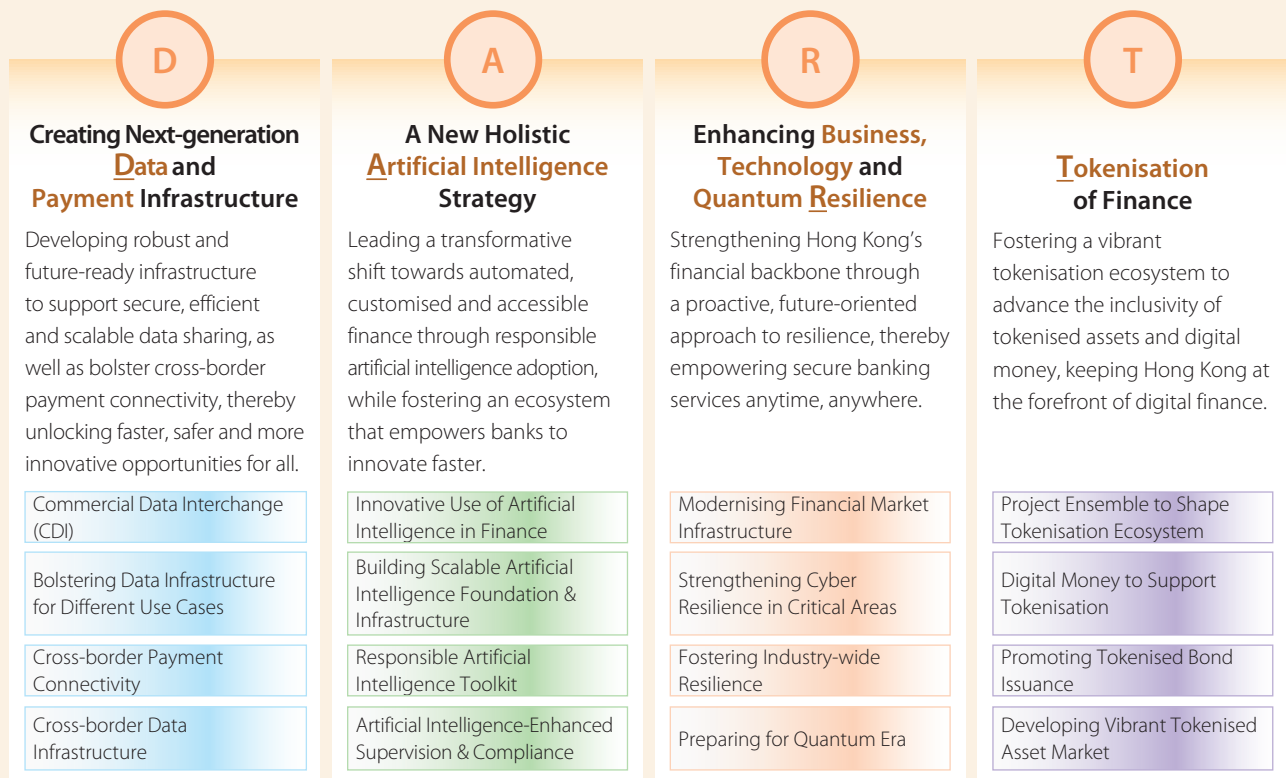 D
Creating Next-generation
Data and
Payment Infrastructure
Developing robust and
future-ready infrastructure
to support secure, efficient
and scalable data sharing, as
well as bolster cross-border
payment connectivity, thereby
unlocking faster, safer and more
innovative opportunities for all.
Commercial Data Interchange
(CDI)
Bolstering Data Infrastructure
for Different Use Cases
Cross-border Payment
Connectivity
Cross-border Data
Infrastructure
A
A New Holistic
Artificial Intelligence
Strategy
Leading a transformative
shift towards automated,
customised and accessible
finance through responsible
artificial intelligence adoption,
while fostering an ecosystem
that empowers banks to
innovate faster.
Innovative Use of Artificial
Intelligence in Finance
Building Scalable Artificial
Intelligence Foundation &
Infrastructure
Responsible Artificial
Intelligence Toolkit
Artificial Intelligence-Enhanced
Supervision & Compliance
R
Enhancing Business,
Technology and
Quantum Resilience
Strengthening Hong Kong's
financial backbone through
a proactive, future-oriented
approach to resilience, thereby
empowering secure banking
services anytime, anywhere.
Modernising Financial Market
Infrastructure
Strengthening Cyber
Resilience in Critical Areas
Fostering Industry-wide
Resilience
Preparing for Quantum Era
T
Tokenisation
of Finance
Fostering a vibrant
tokenisation ecosystem to
advance the inclusivity of
tokenised assets and digital
money, keeping Hong Kong at
the forefront of digital finance.
Project Ensemble to Shape
Tokenisation Ecosystem
Digital Money to Support
Tokenisation
Promoting Tokenised Bond
Issuance
Developing Vibrant Tokenised
Asset Market